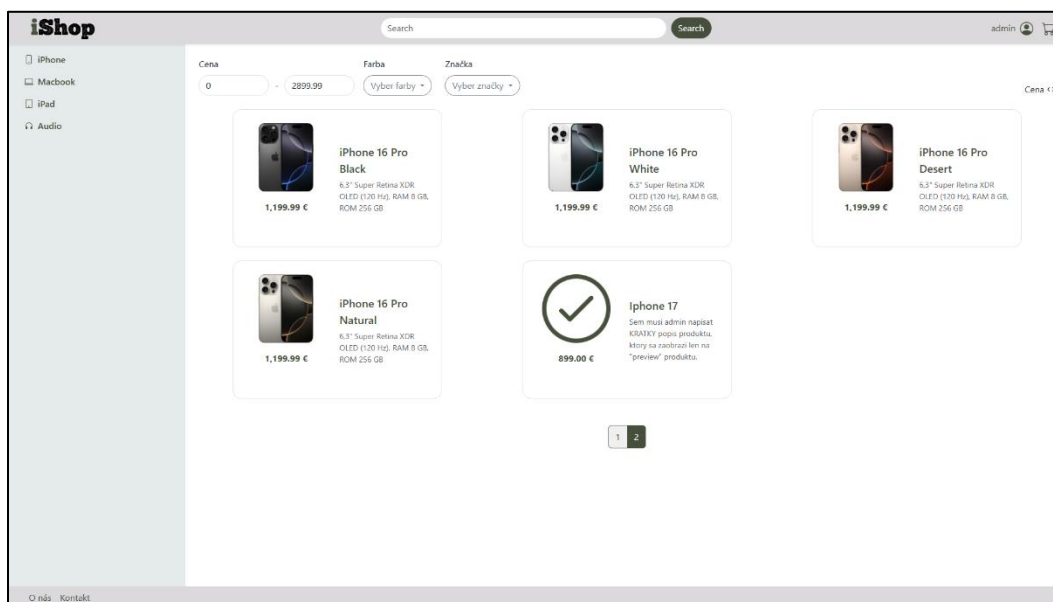 iShop
Search
Search
admin
iPhone
Macbook
iPad
Audio
Cena
Farba
Značka
0
-
2899.99
Vyber farby
Vyber značky
Cena
iPhone 16 Pro
Black
6.3" Super Retina XDR
OLED (120 Hz), RAM 8 GB,
ROM 256 GB
1,199.99 €
iPhone 16 Pro
White
6.3" Super Retina XDR
OLED (120 Hz), RAM 8 GB,
ROM 256 GB
1,199.99 €
iPhone 16 Pro
Desert
6.3" Super Retina XDR
OLED (120 Hz), RAM 8 GB,
ROM 256 GB
1,199.99 €
iPhone 16 Pro
Natural
6.3" Super Retina XDR
OLED (120 Hz), RAM 8 GB,
ROM 256 GB
1,199.99 €
Iphone 17
Sem musi admin napisat
KRATKY popis produktu,
ktory sa zaobrazi len na
"preview" produktu.
899.00 €
1 2
O nás Kontakt